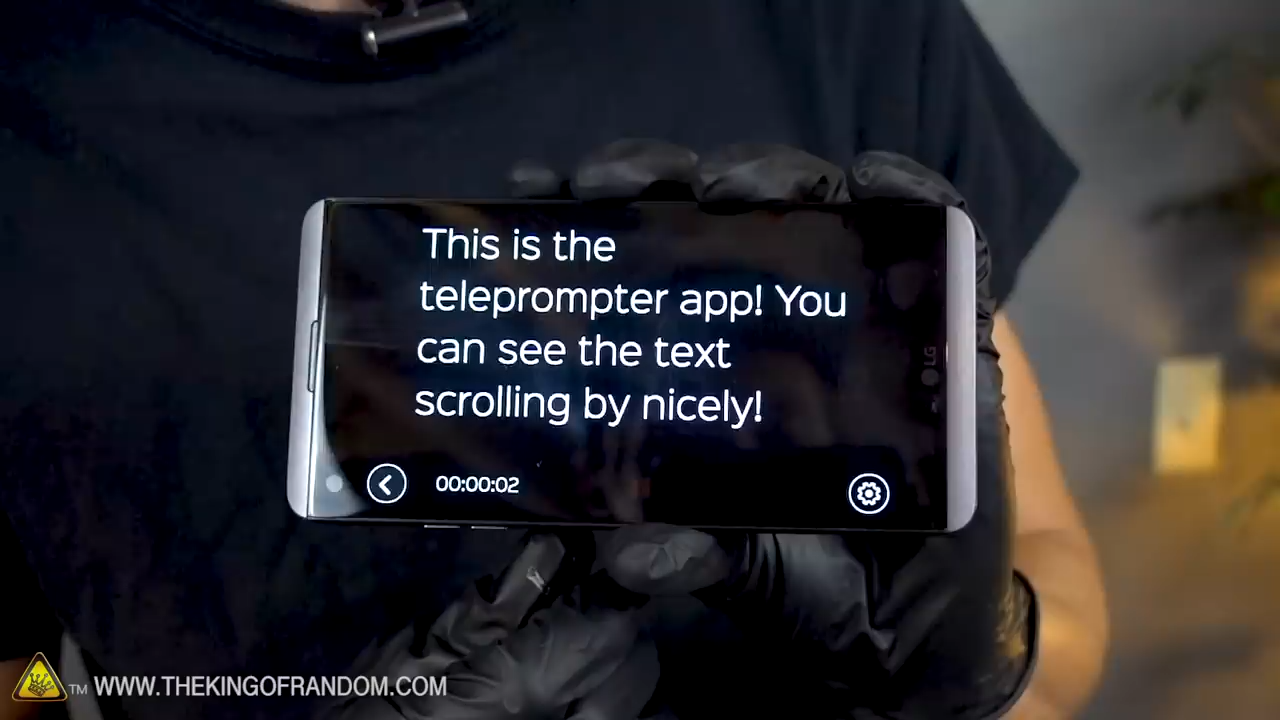 This is the
teleprompter app! You
can see the text
scrolling by nicely!
LG
00:00:02
TM WWW.THEKINGOFRANDOM.COM